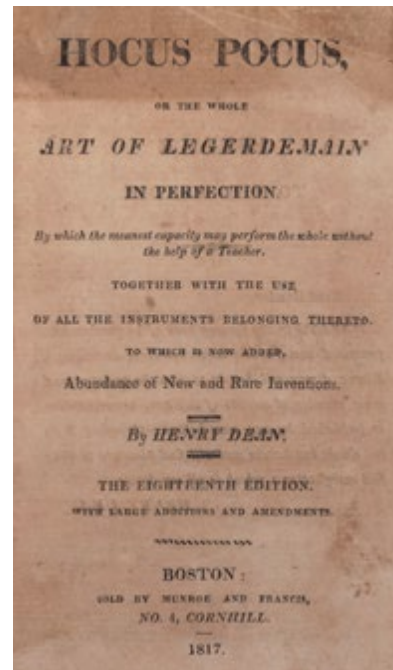 HOCUS POCUS,
OR THE WHOLE
ART OF LEGERDEMAIN
IN PERFECTION.
By which the meanest capacity may perform the whole without
the help of a Teacher.
TOGETHER WITH THE USE
OF ALL THE INSTRUMENTS BELONGING THERETO.
TO WHICH IS NOW ADDED,
Abundance of New and Rare Inventions.
By HENRY DEAN.
THE EIGHTEENTH EDITION.
WITH LARGE ADDITIONS AND AMENDMENTS.
BOSTON:
SOLD BY MUNROE AND FRANCIS,
NO. 4, CORNHILL.
1817.